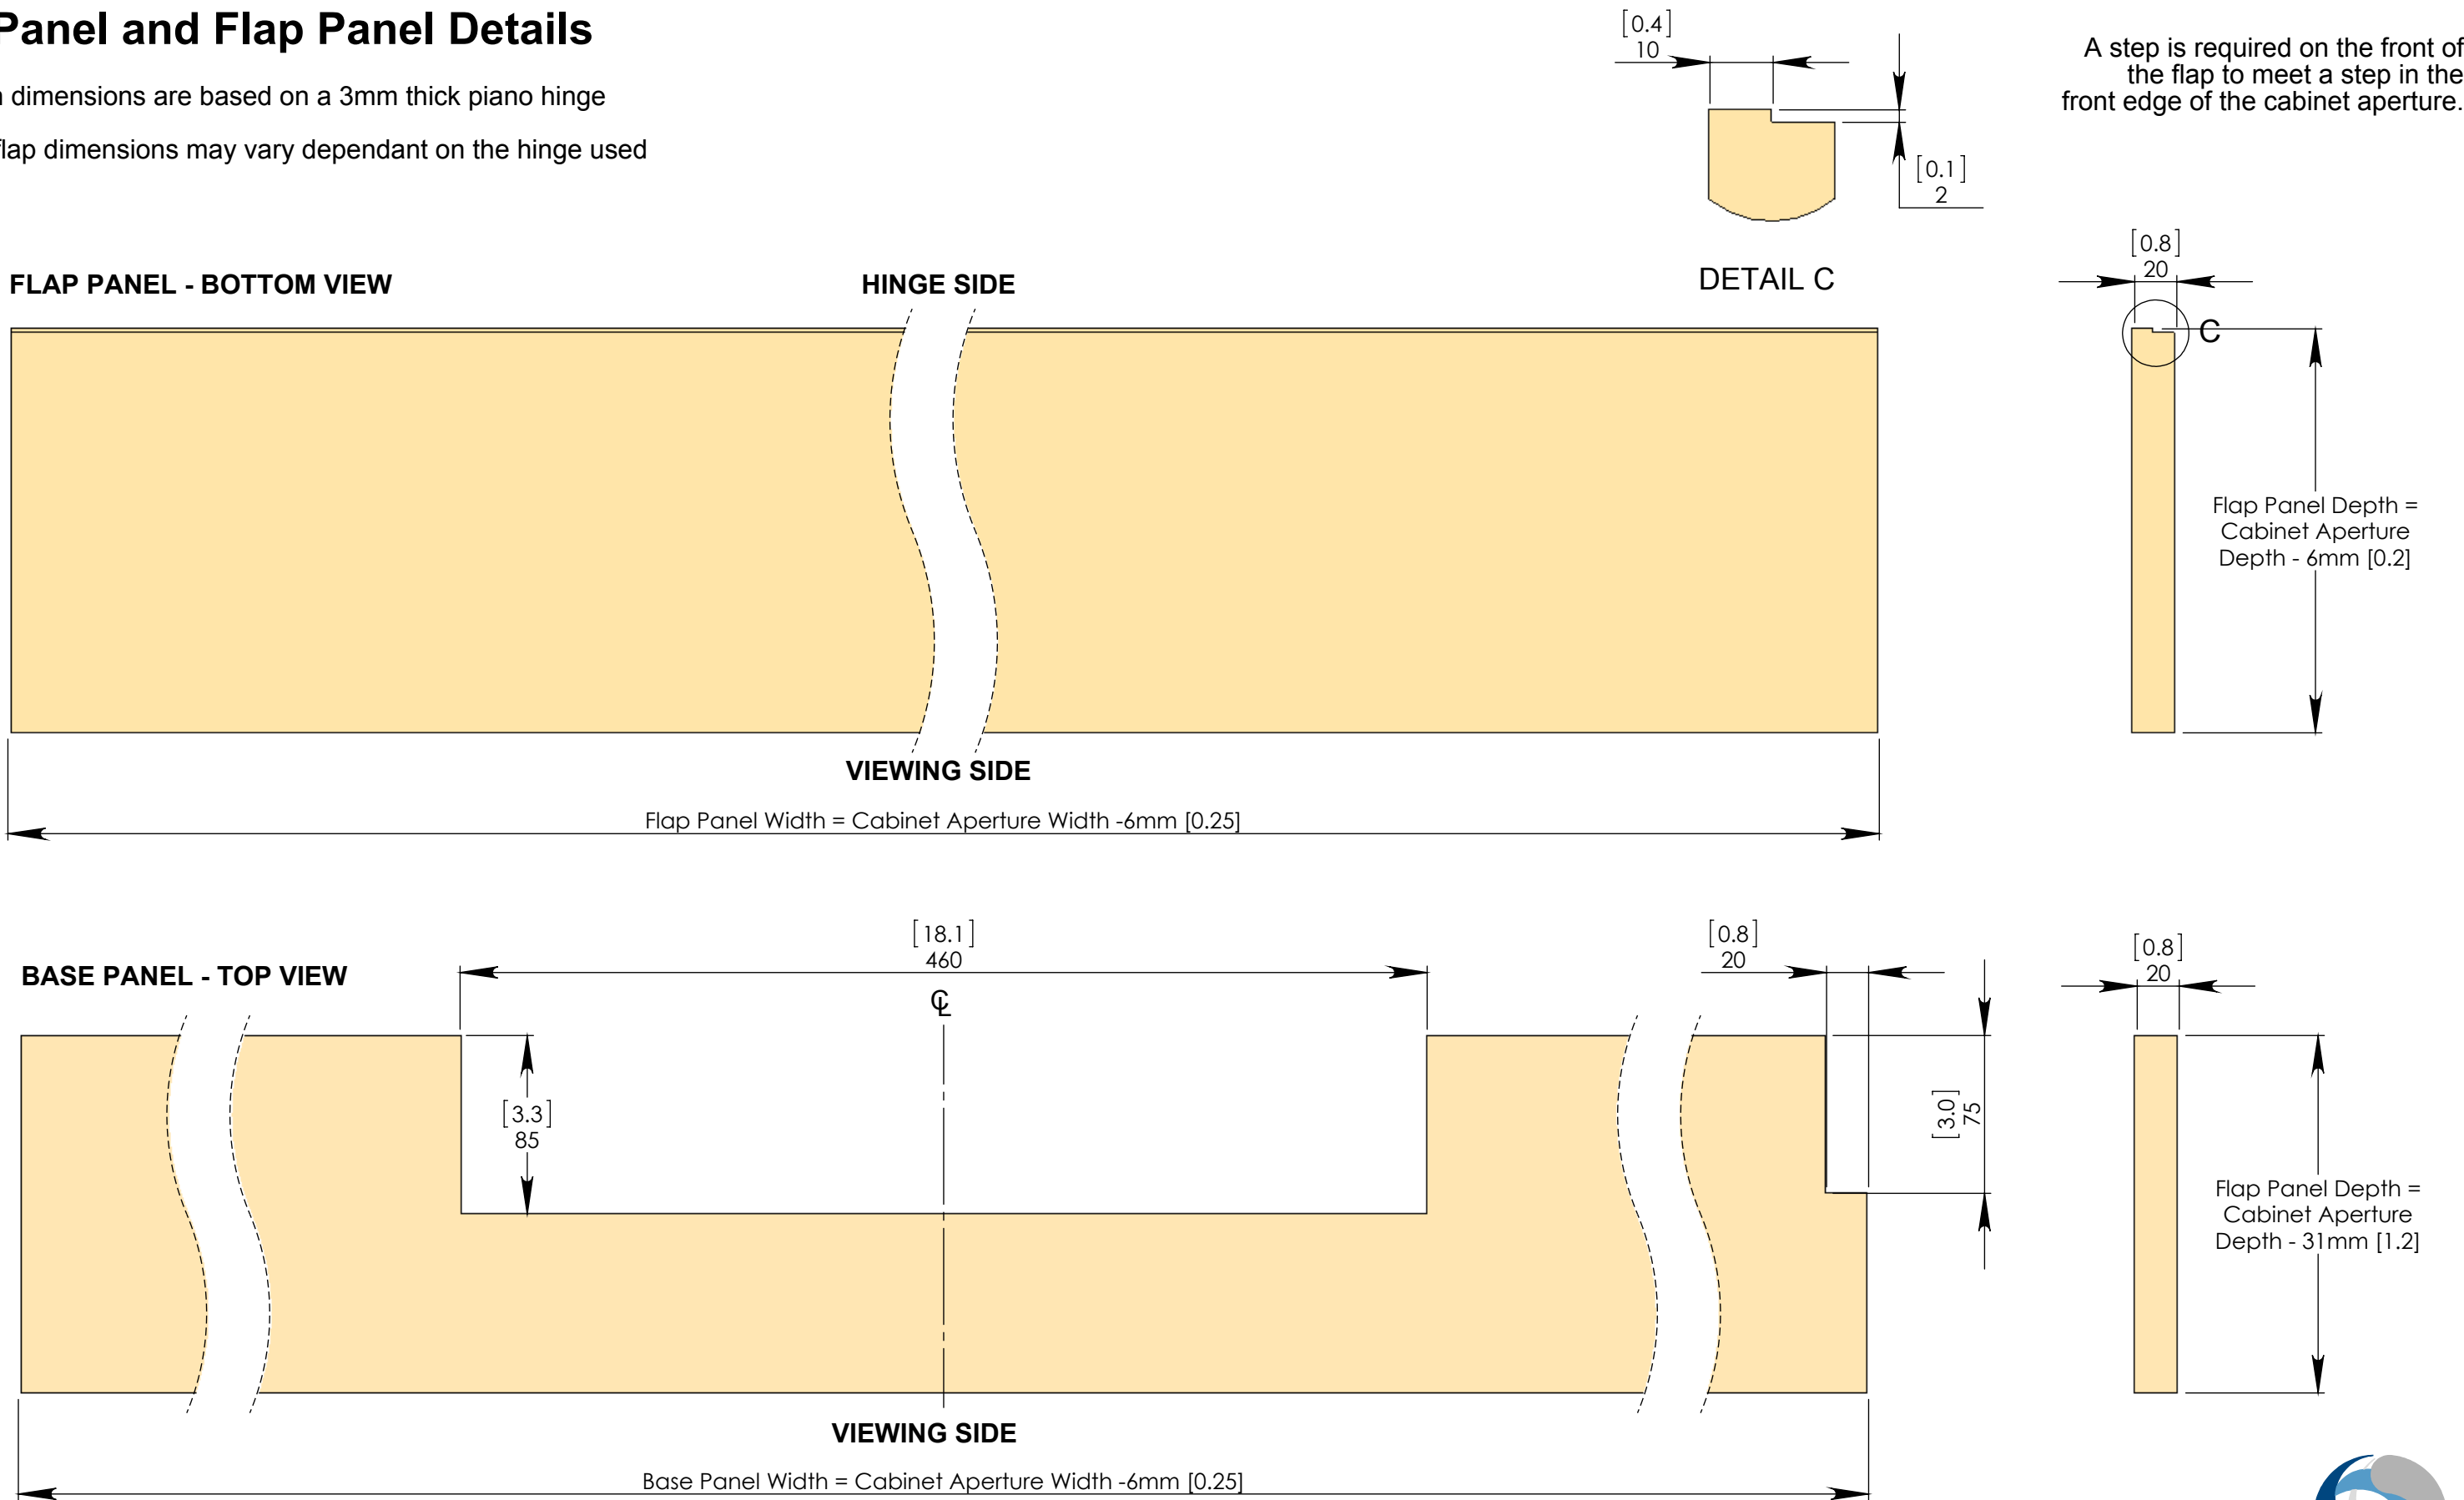 Panel and Flap Panel Details
dimensions are based on a 3mm thick piano hinge
flap dimensions may vary dependant on the hinge used
[0.4]
10
[0.1]
2
A step is required on the front of
the flap to meet a step in the
front edge of the cabinet aperture.
FLAP PANEL - BOTTOM VIEW
HINGE SIDE
DETAIL C
[0.8]
20
C
Flap Panel Depth =
Cabinet Aperture
Depth - 6mm [0.2]
VIEWING SIDE
Flap Panel Width = Cabinet Aperture Width -6mm [0.25]
BASE PANEL - TOP VIEW
[18.1]
460
℄
[0.8]
20
[0.8]
20
[3.3]
85
[3.0]
75
Flap Panel Depth =
Cabinet Aperture
Depth - 31mm [1.2]
VIEWING SIDE
Base Panel Width = Cabinet Aperture Width -6mm [0.25]